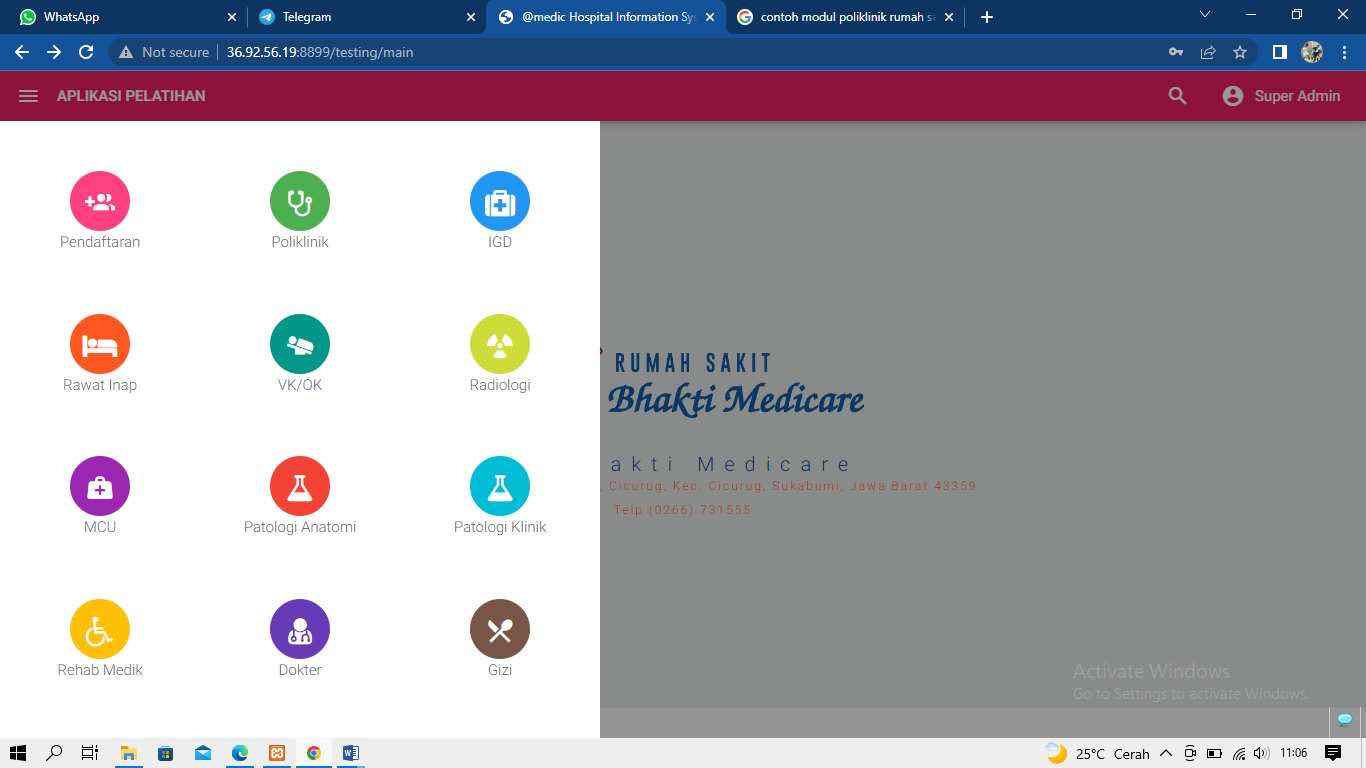 WhatsApp
Telegram
@medic Hospital Information Sys
contoh modul poliklinik rumah sa
Not secure
36.92.56.19:8899/testing/main
APLIKASI PELATIHAN
Super Admin
Pendaftaran
Poliklinik
IGD
Rawat Inap
VK/OK
Radiologi
MCU
Patologi Anatomi
Patologi Klinik
Rehab Medik
Dokter
Gizi
RUMAH SAKIT
Bhakti Medicare
akti Medicare
, Cicurug, Kec. Cicurug, Sukabumi, Jawa Barat 43359
Telp (0266) 731555
Activate Windows
Go to Settings to activate Windows.
25°C Cerah
11:06